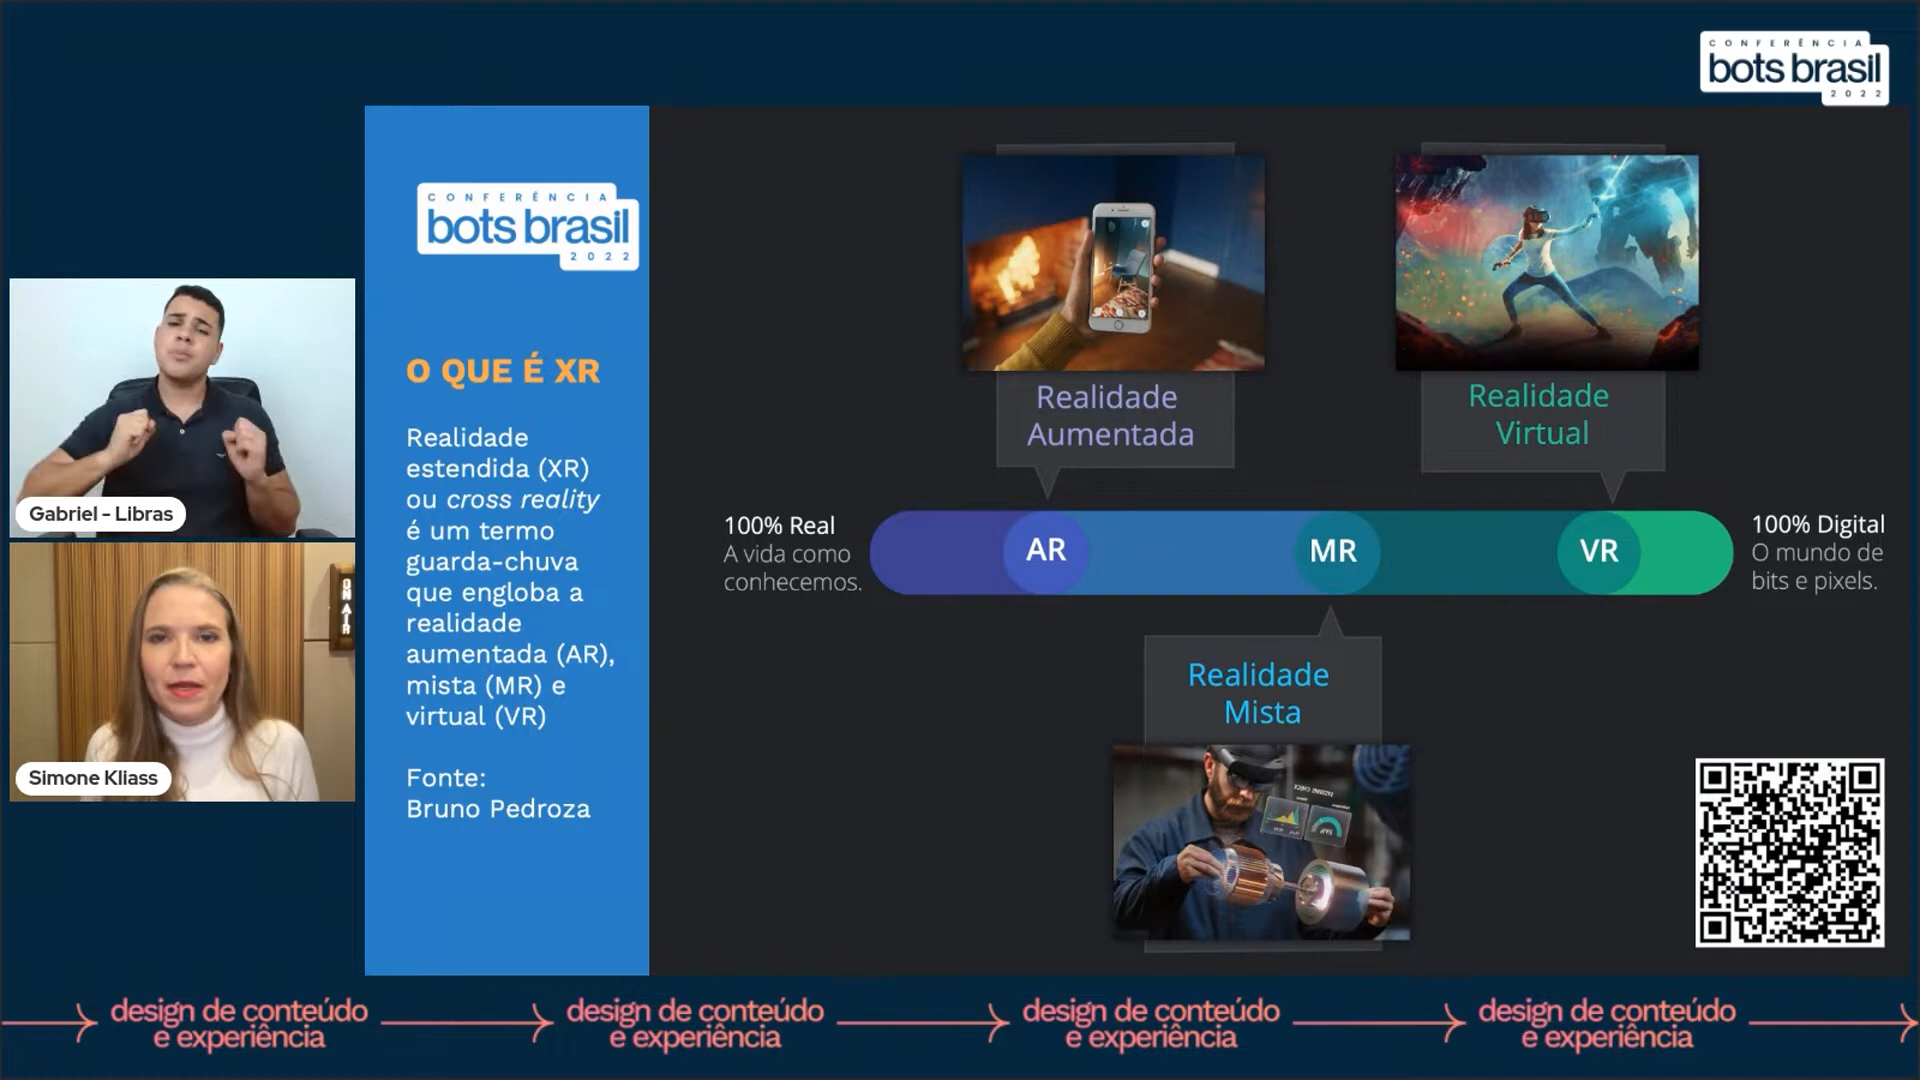 CONFERÊNCIA
bots brasil
2022
CONFERÊNCIA
bots brasil
2022
O QUE É XR
Realidade
estendida (XR)
ou cross reality
é um termo
guarda-chuva
que engloba a
realidade
aumentada (AR),
mista (MR) e
virtual (VR)
Fonte:
Bruno Pedroza
Gabriel - Libras
ON AIR
Simone Kliass
Realidade
Aumentada
Realidade
Virtual
100% Real
A vida como
conhecemos.
AR
MR
VR
100% Digital
O mundo de
bits e pixels.
Realidade
Mista
design de conteúdo
e experiência
design de conteúdo
e experiência
design de conteúdo
e experiência
design de conteúdo
e experiência